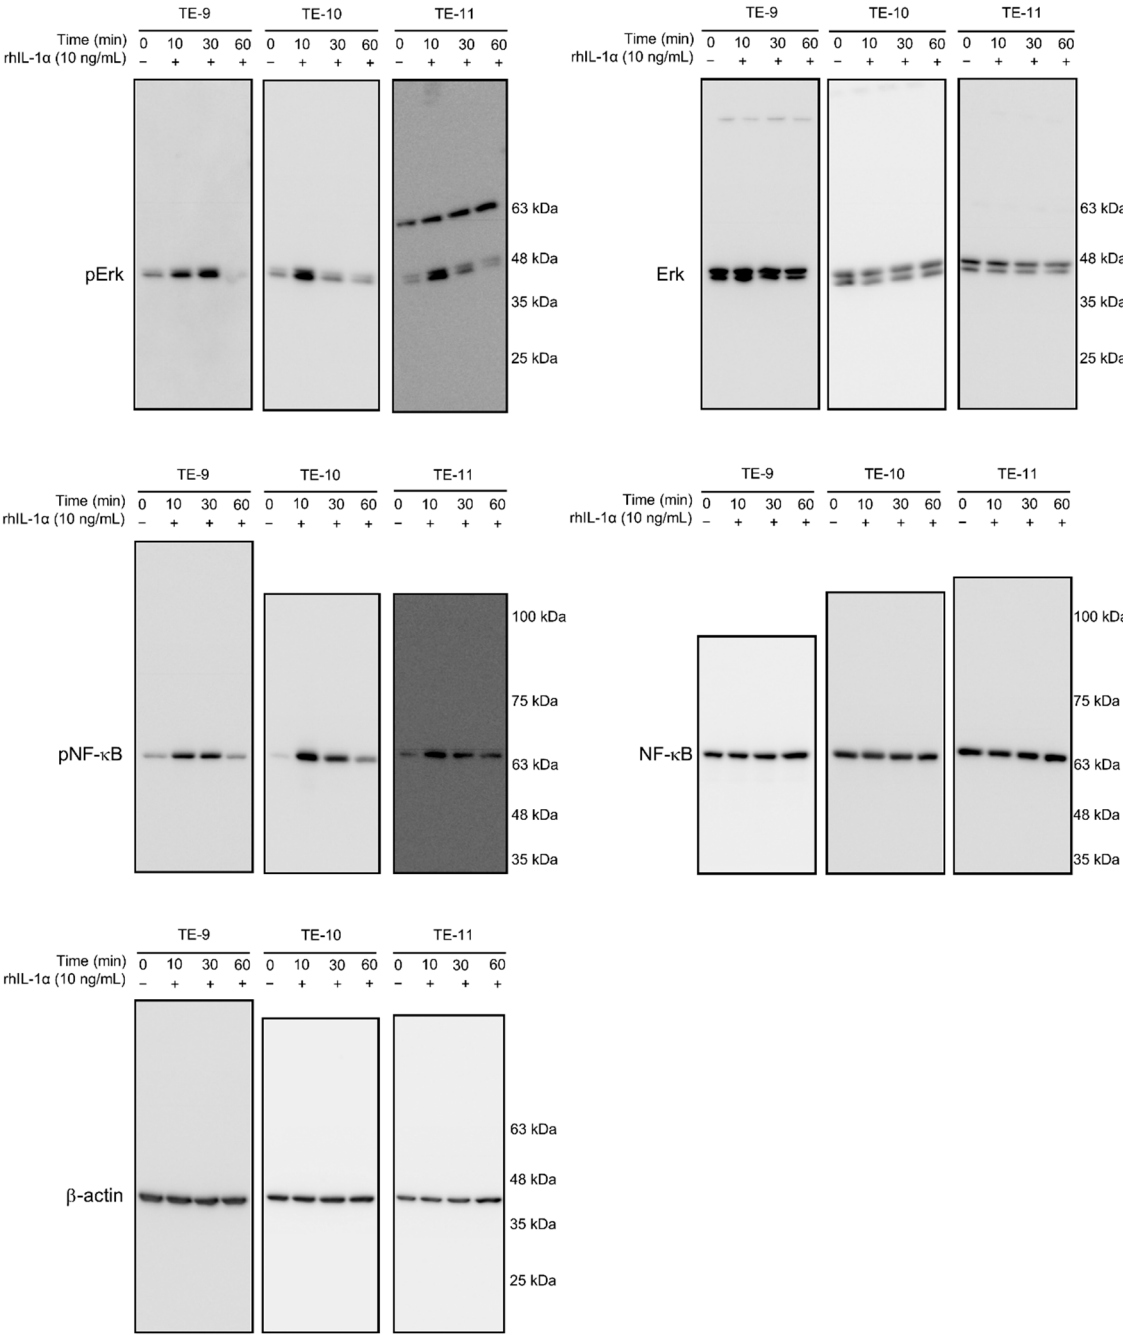 TE-9 TE-10 TE-11
Time (min) 0 10 30 60 0 10 30 60 0 10 30 60
rhIL-1α (10 ng/mL) – + + + – + + + – + + +
63 kDa
48 kDa
pErk
35 kDa
25 kDa
TE-9 TE-10 TE-11
Time (min) 0 10 30 60 0 10 30 60 0 10 30 60
rhIL-1α (10 ng/mL) – + + + – + + + – + + +
63 kDa
48 kDa
Erk
35 kDa
25 kDa
TE-9 TE-10 TE-11
Time (min) 0 10 30 60 0 10 30 60 0 10 30 60
rhIL-1α (10 ng/mL) – + + + – + + + – + + +
100 kDa
75 kDa
pNF-κB
63 kDa
48 kDa
35 kDa
TE-9 TE-10 TE-11
Time (min) 0 10 30 60 0 10 30 60 0 10 30 60
rhIL-1α (10 ng/mL) – + + + – + + + – + + +
100 kDa
75 kDa
NF-κB
63 kDa
48 kDa
35 kDa
TE-9 TE-10 TE-11
Time (min) 0 10 30 60 0 10 30 60 0 10 30 60
rhIL-1α (10 ng/mL) – + + + – + + + – + + +
63 kDa
48 kDa
β-actin
35 kDa
25 kDa